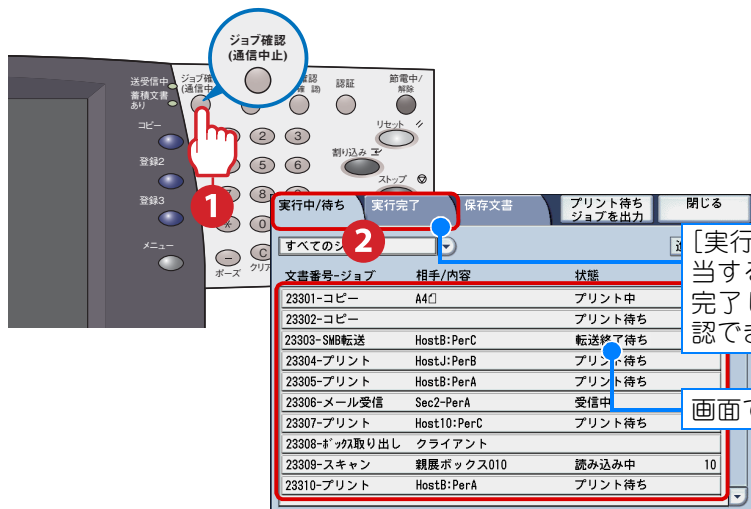 ジョブ確認
(通信中止)
送受信中
蓄積文書
あり
ジョブ確
(通信中
認証
節電中/
解除
コピー
2
3
リセット
登録2
5
6
割り込み
ストップ
登録3
1
8
0
メニュー
ポーズ
クリア
C
実行中/待ち
実行完了
保存文書
プリント待ち
ジョブを出力
閉じる
すべてのジ
2
文書番号-ジョブ
相手/内容
状態
23301-コピー A4 プリント中
23302-コピー プリント待ち
23303-SMB転送 HostB:PerC 転送終了待ち
23304-プリント HostJ:PerB プリント待ち
23305-プリント HostB:PerA プリント待ち
23306-メール受信 Sec2-PerA 受信中
23307-プリント Host10:PerC プリント待ち
23308-ボックス取り出し クライアント
23309-スキャン 親展ボックス010 読み込み中 10
23310-プリント HostB:PerA プリント待ち
[実行
当する
完了し
認でき
画面で